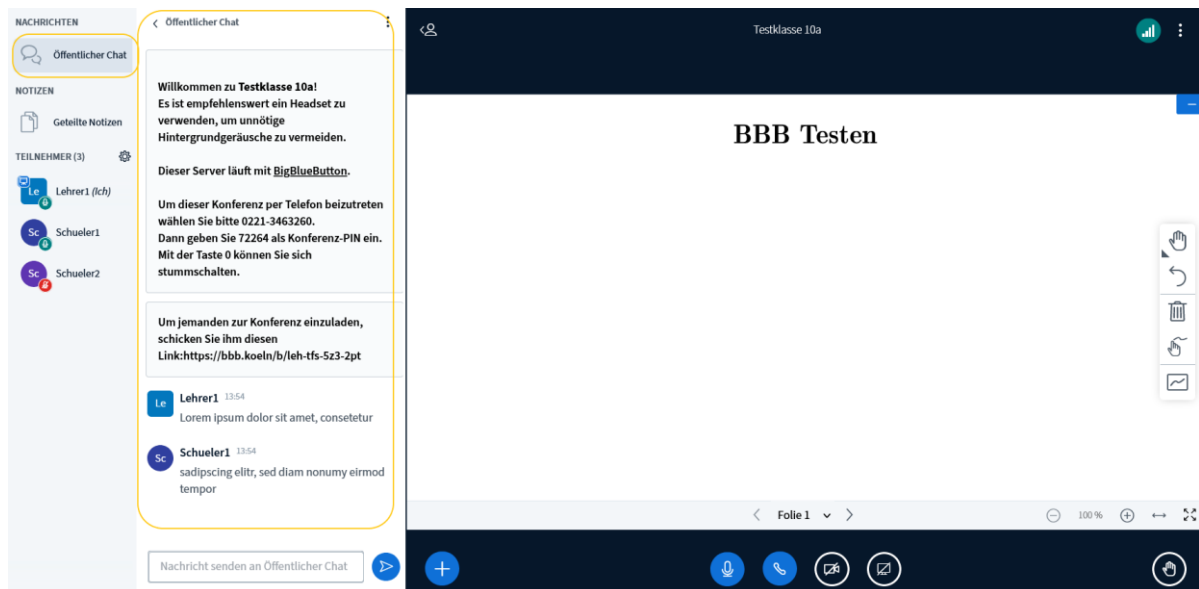 NACHRICHTEN
Öffentlicher Chat
NOTIZEN
Geteilte Notizen
TEILNEHMER (3)
Le Lehrer1 (Ich)
Sc Schueler1
Sc Schueler2
Öffentlicher Chat
Willkommen zu Testklasse 10a!
Es ist empfehlenswert ein Headset zu
verwenden, um unnötige
Hintergrundgeräusche zu vermeiden.
Dieser Server läuft mit BigBlueButton.
Um dieser Konferenz per Telefon beizutreten
wählen Sie bitte 0221-3463260.
Dann geben Sie 72264 als Konferenz-PIN ein.
Mit der Taste 0 können Sie sich
stummschalten.
Um jemanden zur Konferenz einzuladen,
schicken Sie ihm diesen
Link:https://bbb.koeln/b/leh-tfs-5z3-2pt
Le Lehrer1 13:54
Lorem ipsum dolor sit amet, consetetur
Sc Schueler1 13:54
sadipscing elitr, sed diam nonumy eirmod
tempor
Nachricht senden an Öffentlicher Chat
Testklasse 10a
BBB Testen
Folie 1
100 %